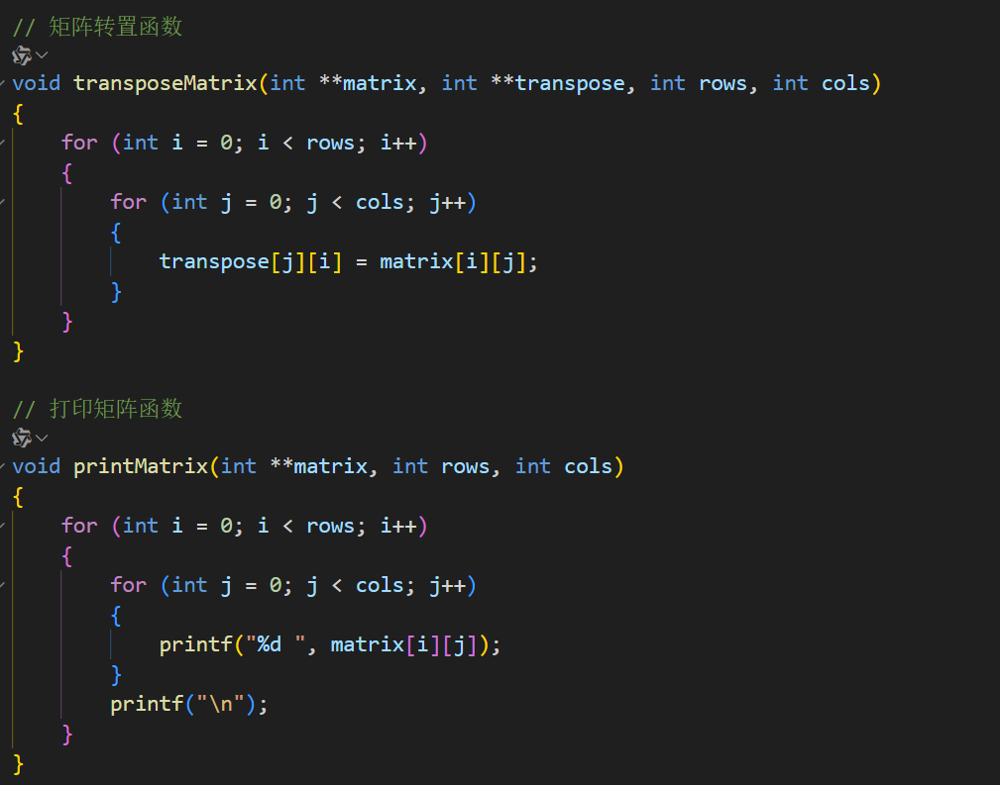 // 矩阵转置函数
void transposeMatrix(int **matrix, int **transpose, int rows, int cols)
{
    for (int i = 0; i < rows; i++)
    {
        for (int j = 0; j < cols; j++)
        {
            transpose[j][i] = matrix[i][j];
        }
    }
}

// 打印矩阵函数
void printMatrix(int **matrix, int rows, int cols)
{
    for (int i = 0; i < rows; i++)
    {
        for (int j = 0; j < cols; j++)
        {
            printf("%d ", matrix[i][j]);
        }
        printf("\n");
    }
}